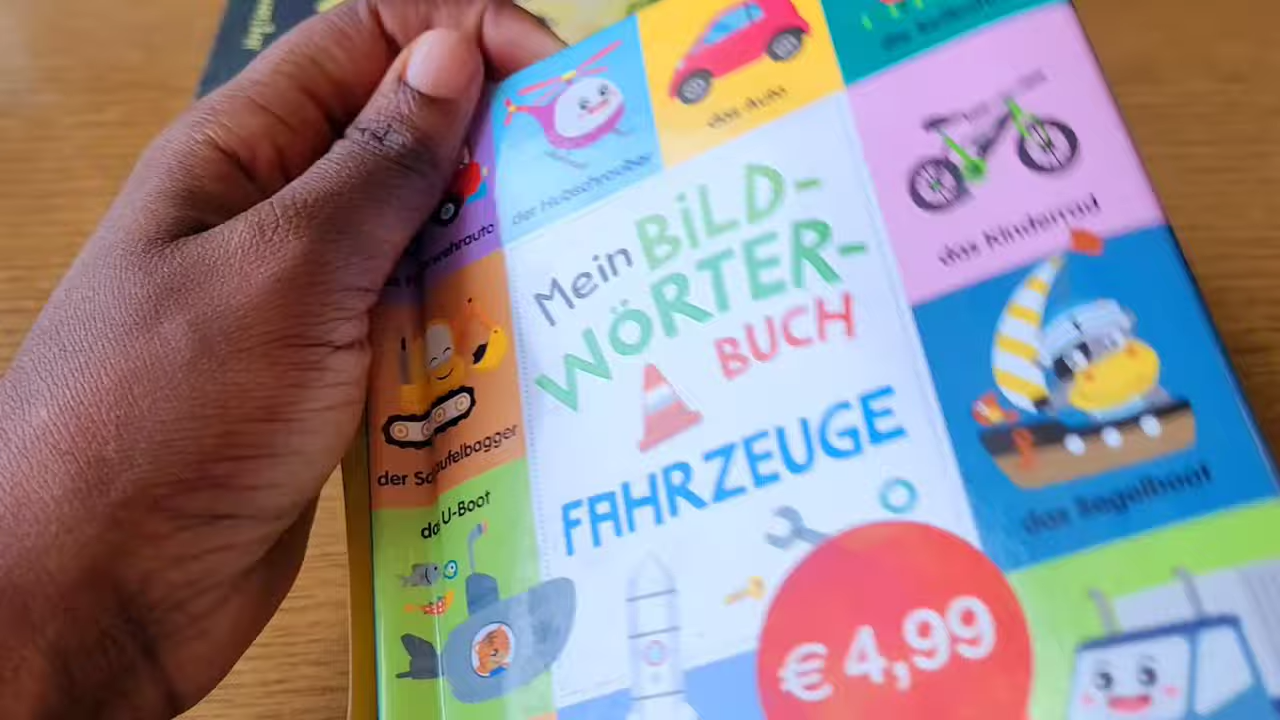 das Auto
der Hubschrauber
das Kinderrad
Mein BiLD-
WÖRTER-
BUCH
FAHRZEUGE
der Schaufelbagger
das Segelboot
das U-Boot
€ 4,99